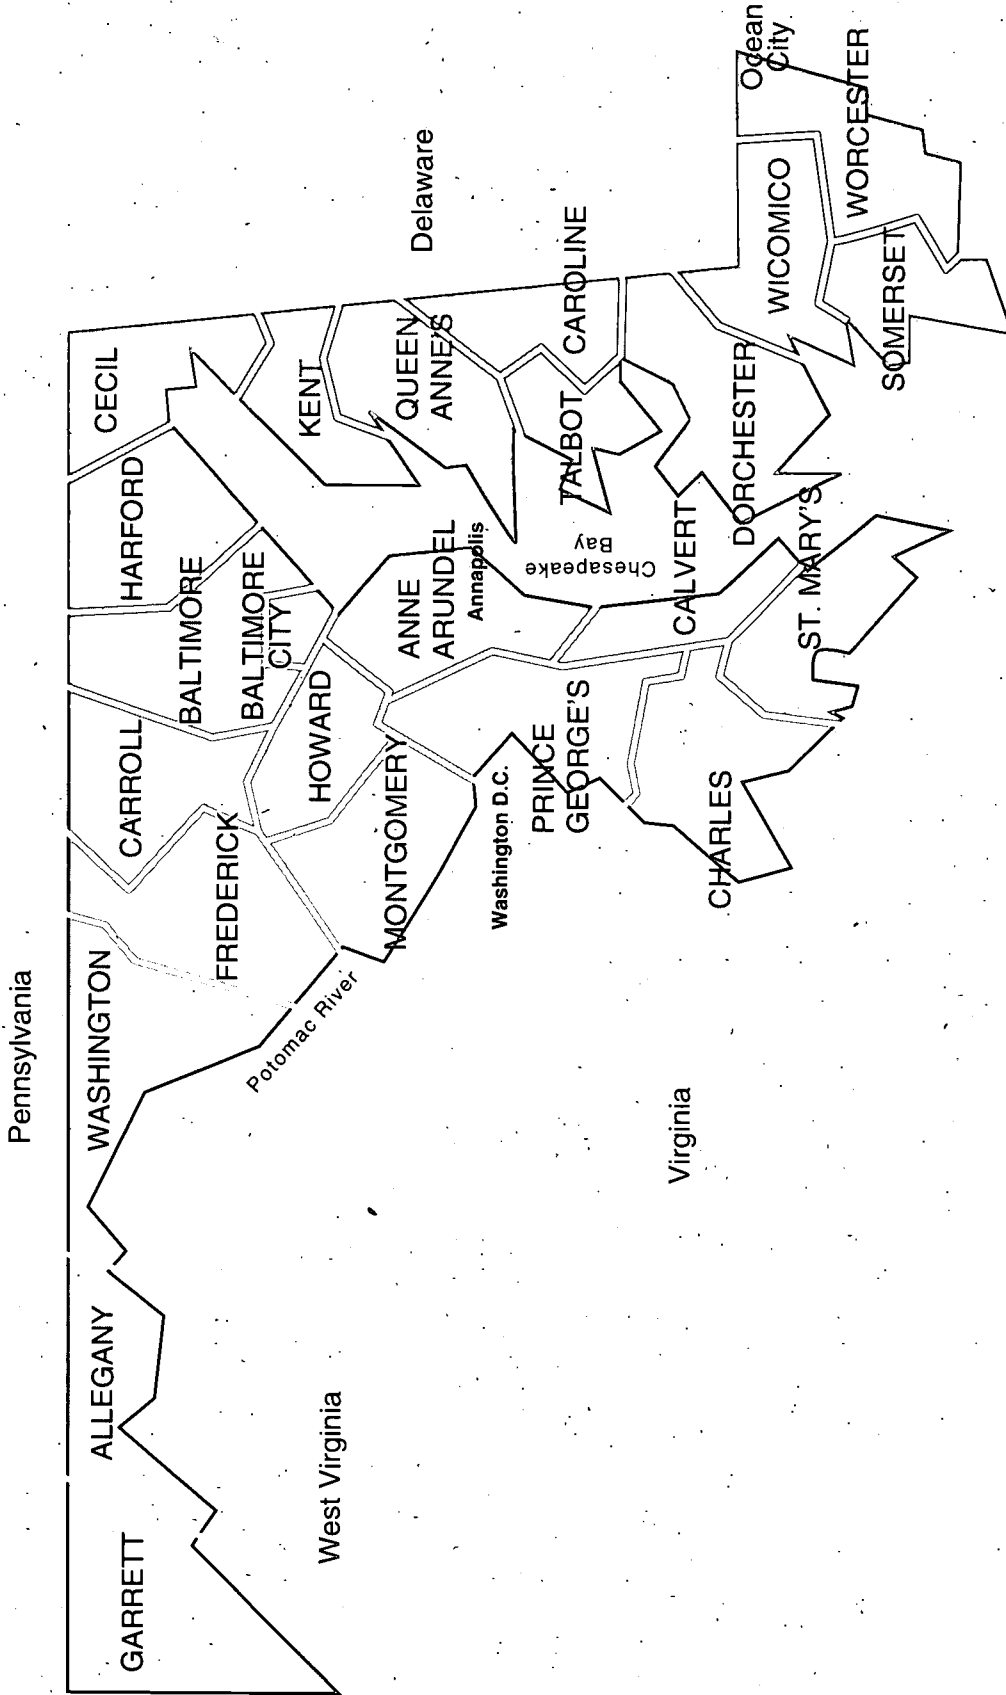 Pennsylvania
GARRETT
ALLEGANY
WASHINGTON
FREDERICK
CARROLL
BALTIMORE
HARFORD
CECIL
BALTIMORE
CITY
HOWARD
MONTGOMERY
ANNE
ARUNDEL
Annapolis
KENT
QUEEN
ANNE'S
Delaware
Potomac River
West Virginia
Washington D.C.
PRINCE
GEORGE'S
Chesapeake
Bay
TALBOT
CAROLINE
Virginia
CHARLES
CALVERT
ST. MARY'S
DORCHESTER
WICOMICO
SOMERSET
WORCESTER
Ocean
City